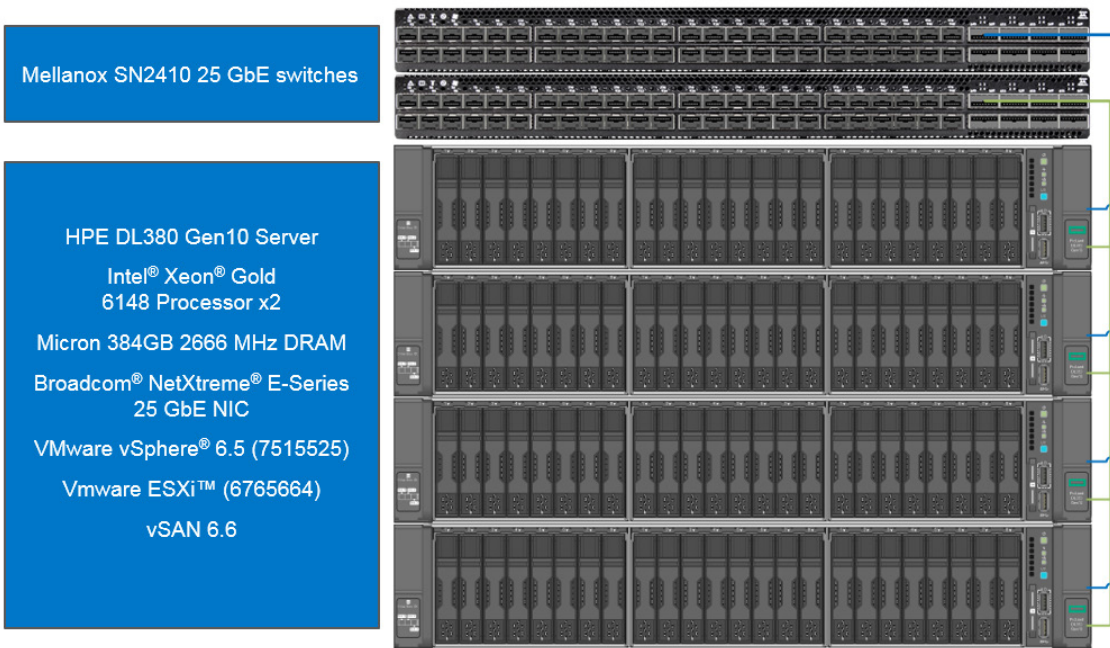 Mellanox SN2410 25 GbE switches
HPE DL380 Gen10 Server
Intel® Xeon® Gold
6148 Processor x2
Micron 384GB 2666 MHz DRAM
Broadcom® NetXtreme® E-Series
25 GbE NIC
VMware vSphere® 6.5 (7515525)
Vmware ESXi™ (6765664)
vSAN 6.6